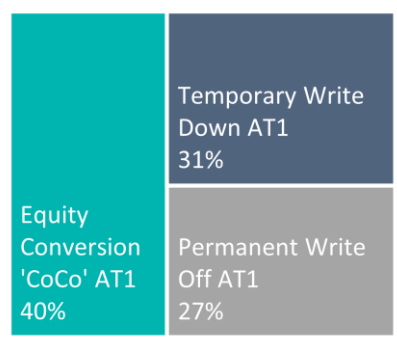 Equity
Conversion
'CoCo' AT1
40%
Temporary Write
Down AT1
31%
Permanent Write
Off AT1
27%